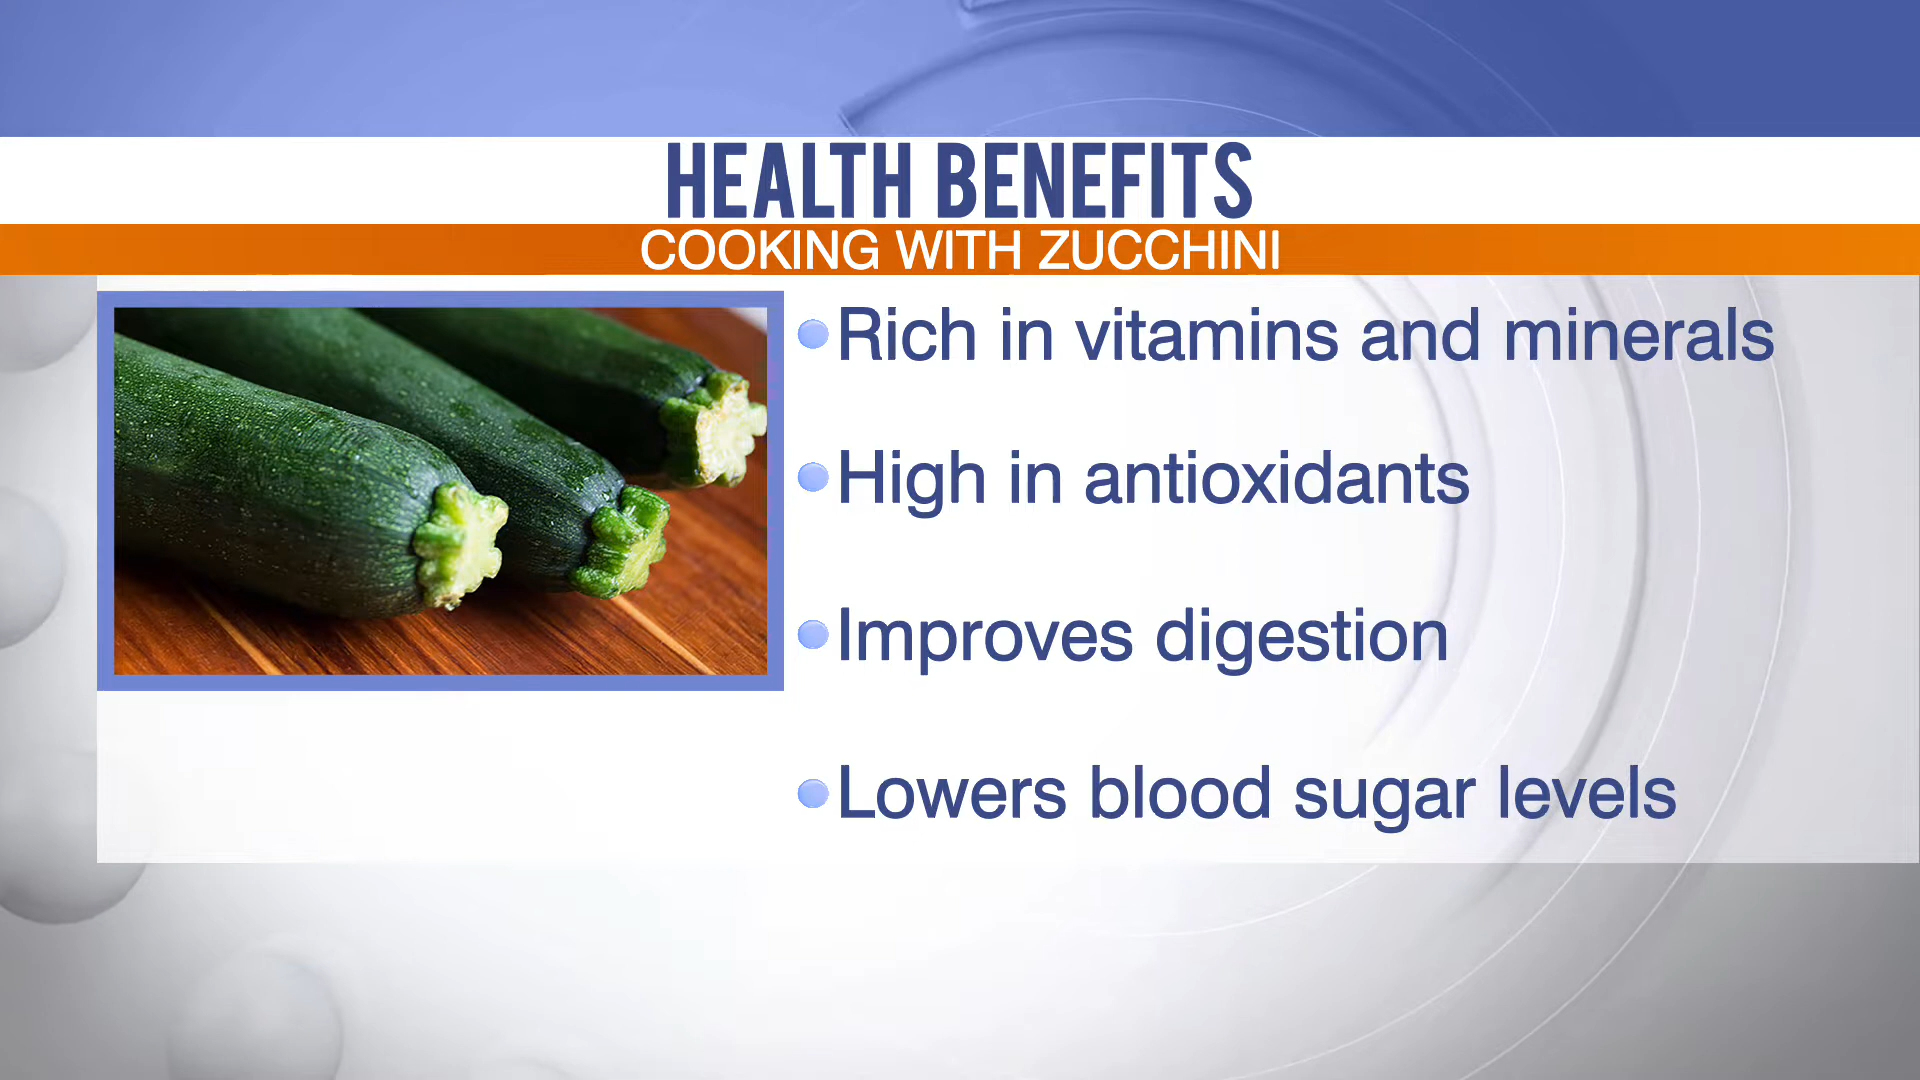 HEALTH BENEFITS
COOKING WITH ZUCCHINI
Rich in vitamins and minerals
High in antioxidants
Improves digestion
Lowers blood sugar levels